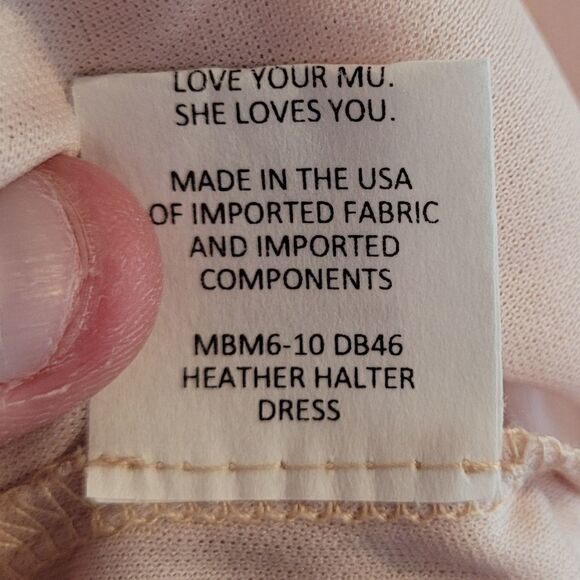 LOVE YOUR MU.
SHE LOVES YOU.
MADE IN THE USA
OF IMPORTED FABRIC
AND IMPORTED
COMPONENTS
MBM6-10 DB46
HEATHER HALTER
DRESS